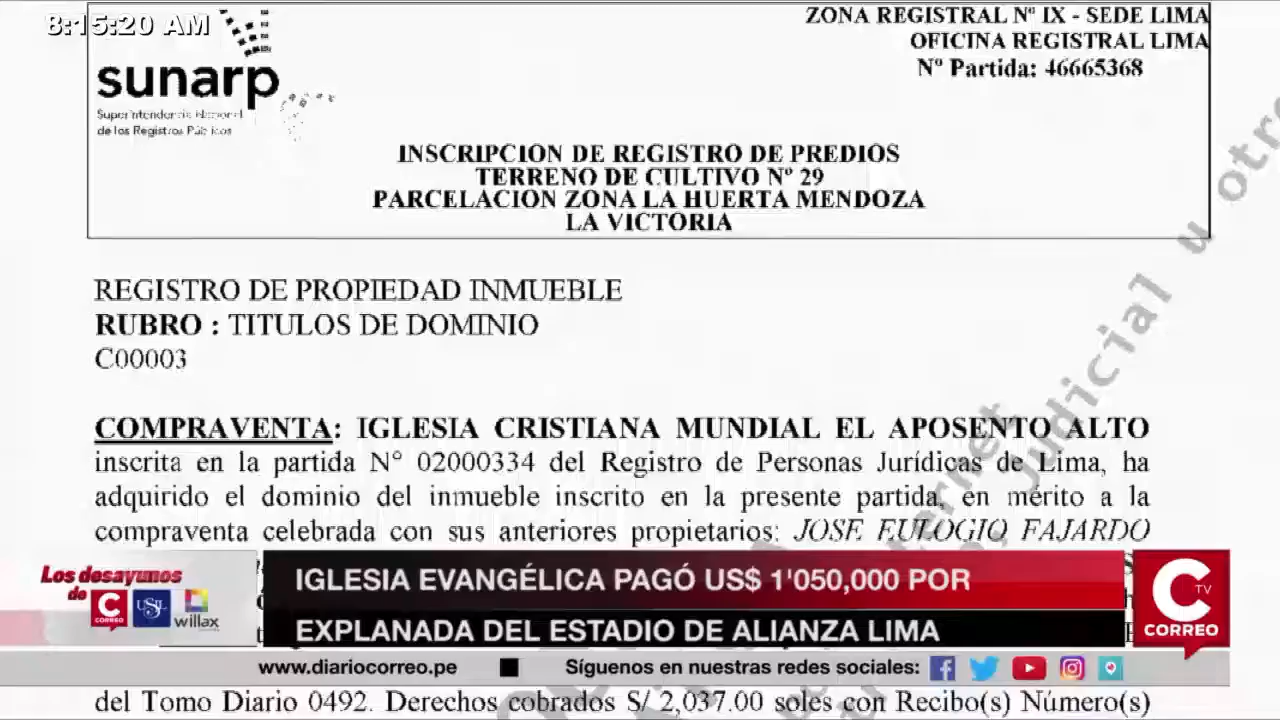 8:15:20 AM
sunarp
Superintendencia Nacional
de los Registros Públicos
ZONA REGISTRAL Nº IX - SEDE LIMA
OFICINA REGISTRAL LIMA
Nº Partida: 46665368
INSCRIPCION DE REGISTRO DE PREDIOS
TERRENO DE CULTIVO Nº 29
PARCELACION ZONA LA HUERTA MENDOZA
LA VICTORIA
REGISTRO DE PROPIEDAD INMUEBLE
RUBRO : TITULOS DE DOMINIO
C00003
COMPRAVENTA: IGLESIA CRISTIANA MUNDIAL EL APOSENTO ALTO
inscrita en la partida N° 02000334 del Registro de Personas Jurídicas de Lima, ha
adquirido el dominio del inmueble inscrito en la presente partida, en mérito a la
compraventa celebrada con sus anteriores propietarios: JOSE EULOGIO FAJARDO
Los desayunos
de C CORREO USIL willax
IGLESIA EVANGÉLICA PAGÓ US$ 1'050,000 POR
EXPLANADA DEL ESTADIO DE ALIANZA LIMA
C TV
CORREO
www.diariocorreo.pe
Síguenos en nuestras redes sociales:
del Tomo Diario 0492. Derechos cobrados S/ 2,037.00 soles con Recibo(s) Número(s)
judicial u otro